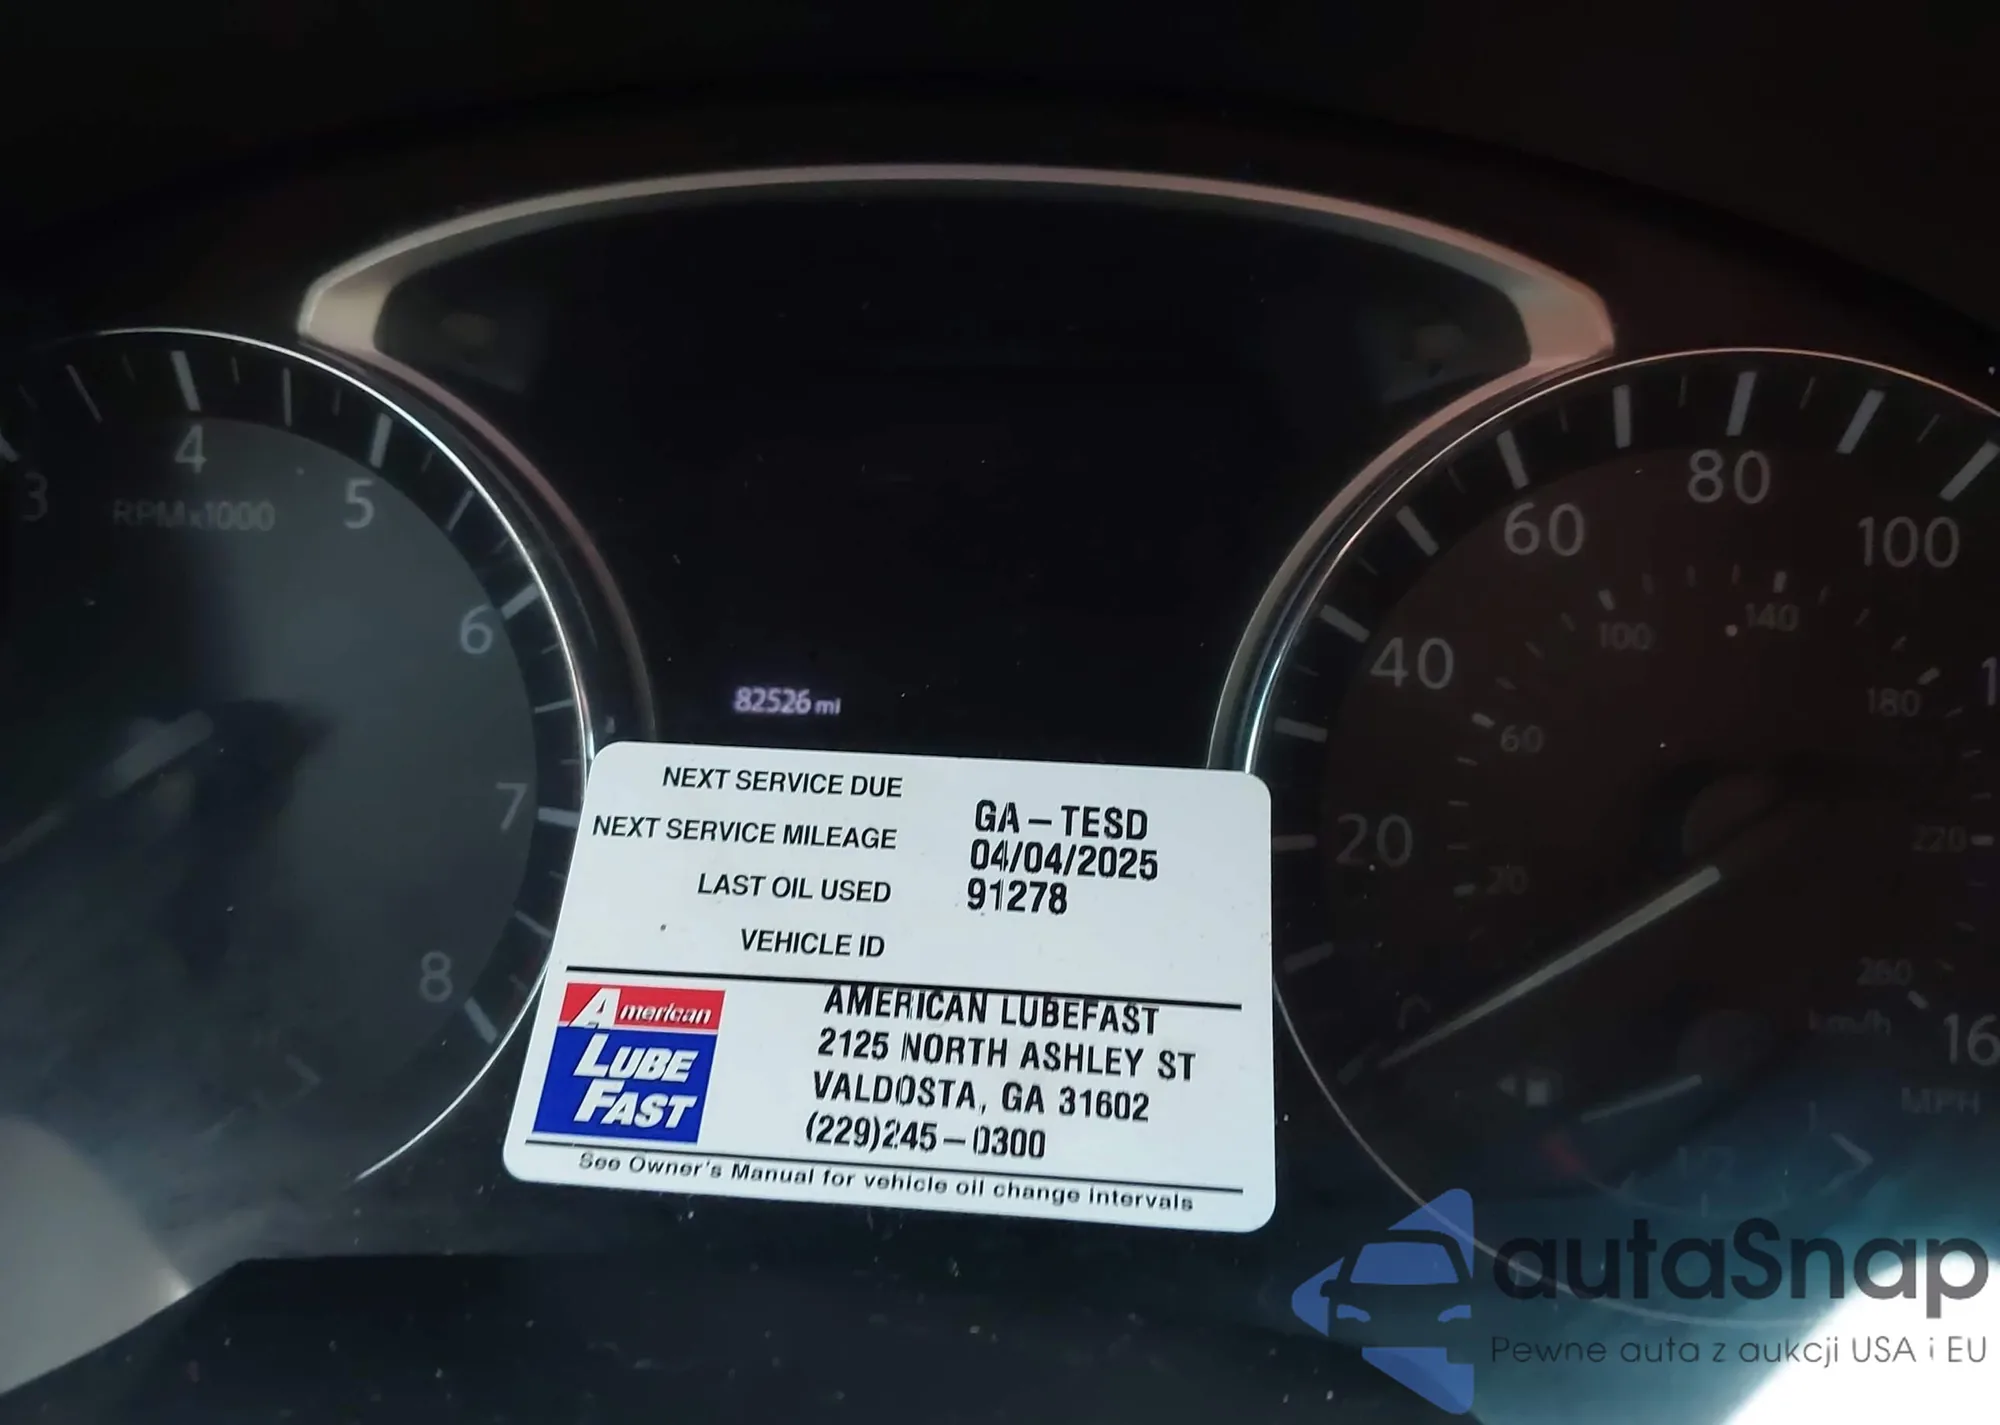 4
3
5
RPMx1000
6
7
8
80
60
100
40
100
140
180
60
20
220
20
260
km/h
16
MPH
82526 mi
NEXT SERVICE DUE
GA-TESD
NEXT SERVICE MILEAGE
04/04/2025
LAST OIL USED
91278
VEHICLE ID
American
LUBE
FAST
AMERICAN LUBEFAST
2125 NORTH ASHLEY ST
VALDOSTA, GA 31602
(229)245-0300
See Owner's Manual for vehicle oil change intervals
autaSnap
Pewne auta z aukcji USA i EU